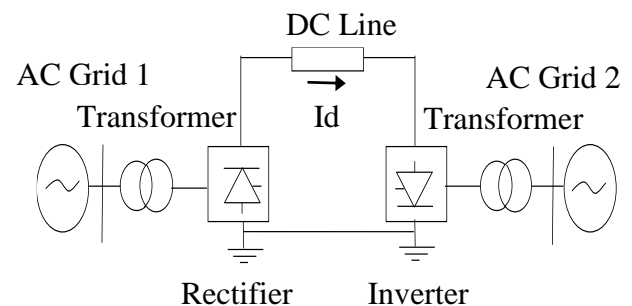 DC Line
AC Grid 1
AC Grid 2
Transformer
Id
Transformer
Rectifier
Inverter